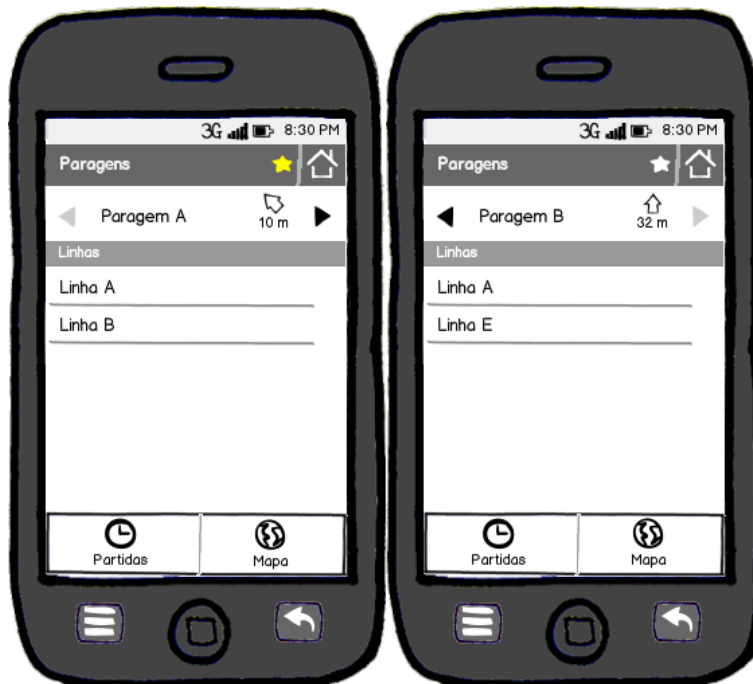 3G 8:30 PM
Paragens
Paragem A
10 m
Linhas
Linha A
Linha B
Partidas Mapa
3G 8:30 PM
Paragens
Paragem B
32 m
Linhas
Linha A
Linha E
Partidas Mapa